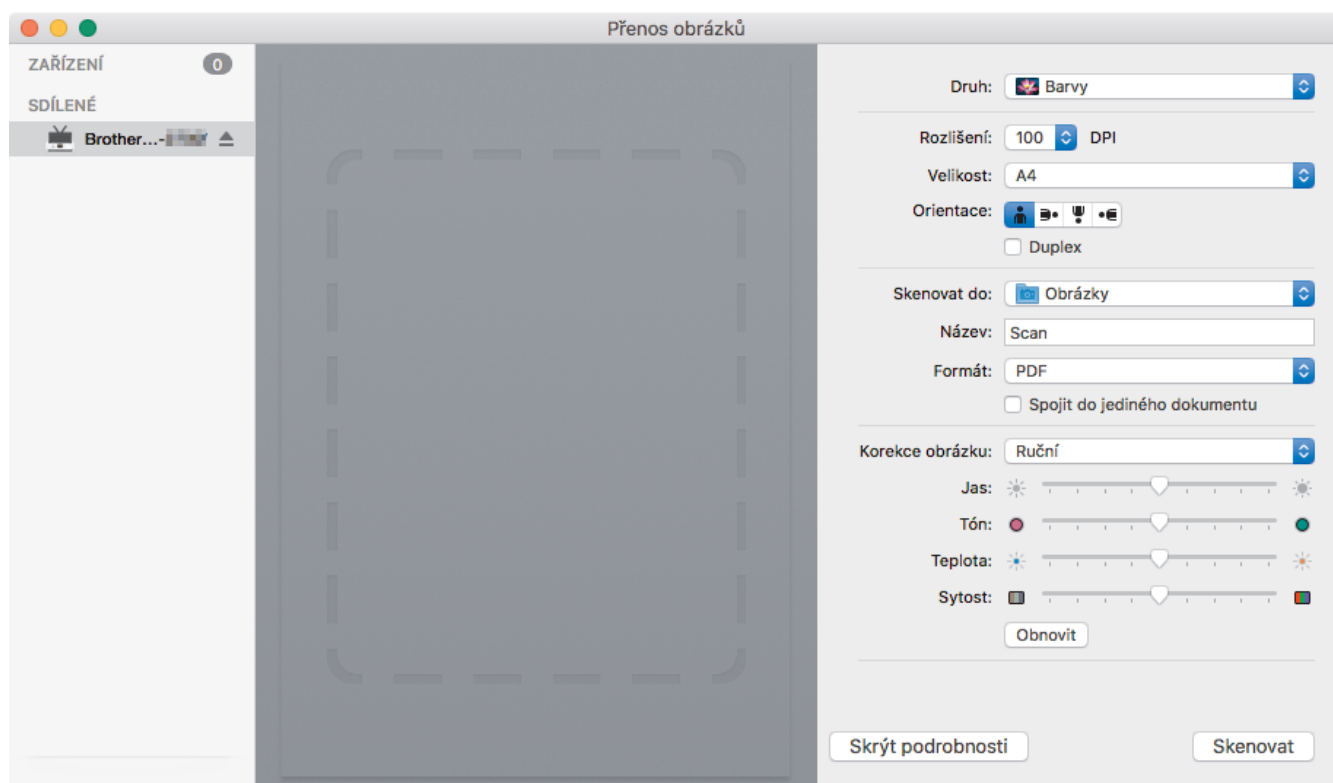 Přenos obrázků
ZAŘÍZENÍ 0
SDÍLENÉ
Brother...-
Druh: Barvy
Rozlišení: 100 DPI
Velikost: A4
Orientace:
Duplex
Skenovat do: Obrázky
Název: Scan
Formát: PDF
Spojit do jediného dokumentu
Korekce obrázku: Ruční
Jas:
Tón:
Teplota:
Sytost:
Obnovit
Skrýt podrobnosti
Skenovat